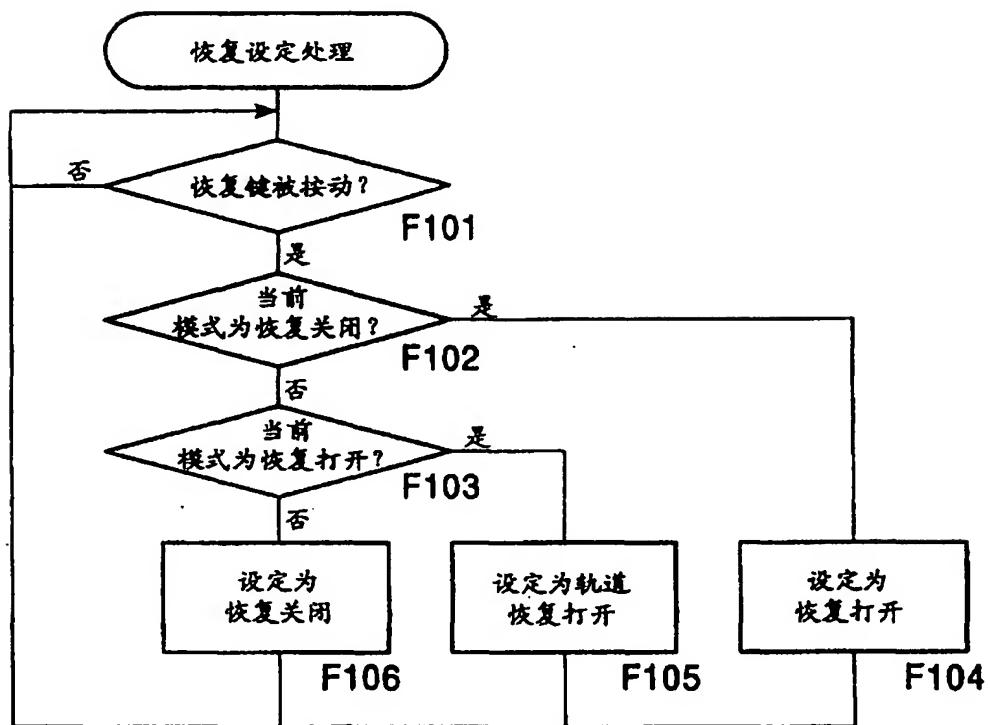 恢复设定处理
否
恢复键被按动?
F101
是
当前
模式为恢复关闭?
是
F102
否
当前
模式为恢复打开?
是
F103
否
设定为
恢复关闭
F106
设定为轨道
恢复打开
F105
设定为
恢复打开
F104